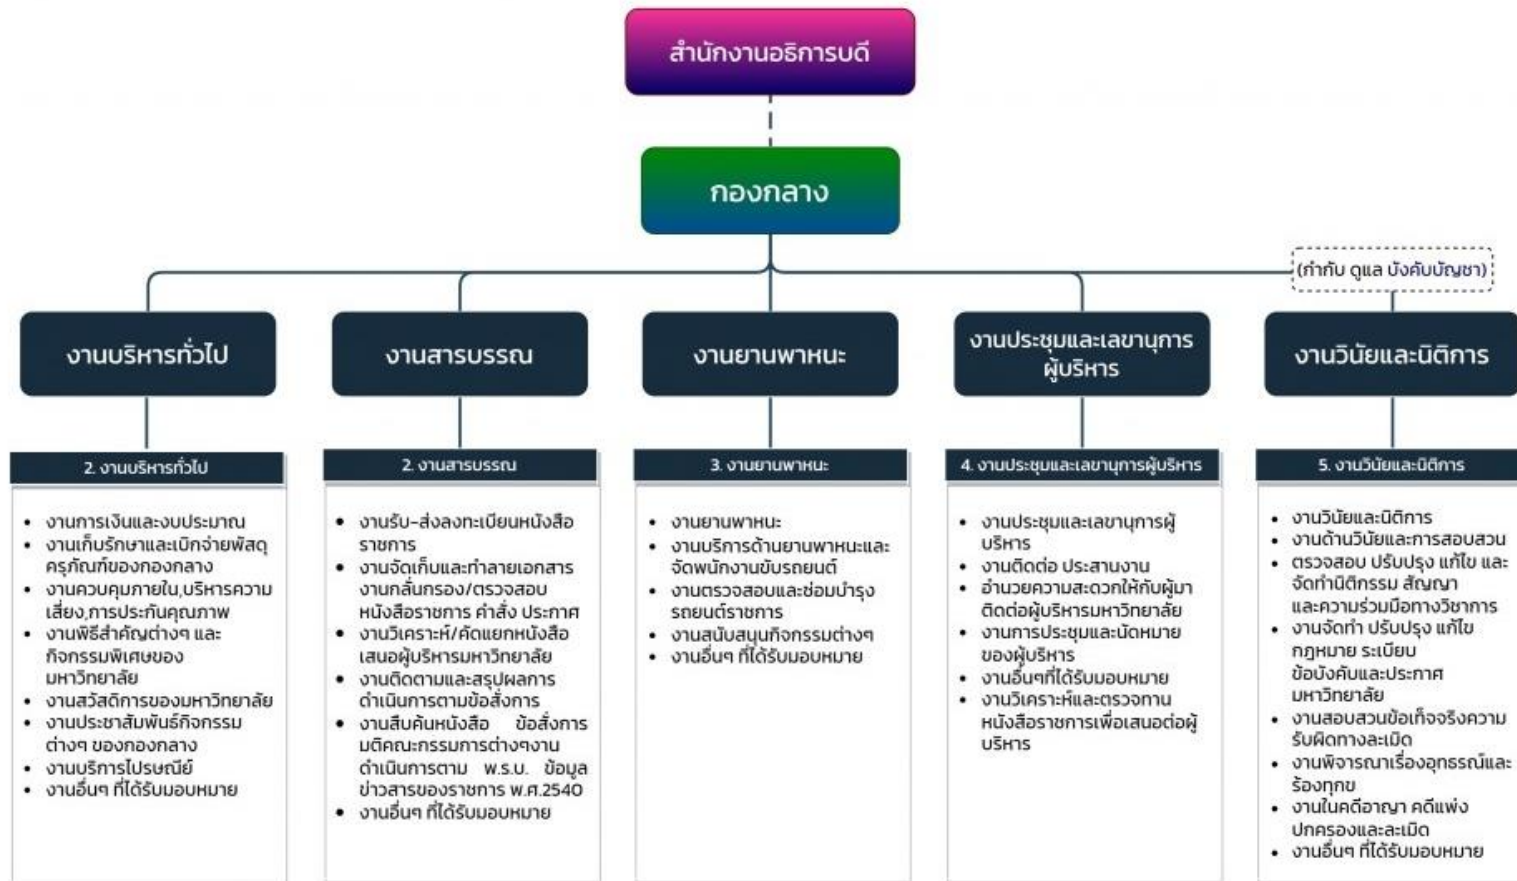 สำนักงานอธิการบดี
กองกลาง
(กำกับ ดูแล บังคับบัญชา)
งานบริหารทั่วไป
งานสารบรรณ
งานยานพาหนะ
งานประชุมและเลขานุการ
ผู้บริหาร
งานวินัยและนิติการ
2. งานบริหารทั่วไป
• งานการเงินและงบประมาณ
• งานเก็บรักษาและเบิกจ่ายพัสดุ
ครุภัณฑ์ของกองกลาง
• งานควบคุมภายใน,บริหารความ
เสี่ยง,การประกันคุณภาพ
• งานพิธีสำคัญต่างๆ และ
กิจกรรมพิเศษของ
มหาวิทยาลัย
• งานสวัสดิการของมหาวิทยาลัย
• งานประชาสัมพันธ์กิจกรรม
ต่างๆ ของกองกลาง
• งานบริการไปรษณีย์
• งานอื่นๆ ที่ได้รับมอบหมาย
2. งานสารบรรณ
• งานรับ-ส่งลงทะเบียนหนังสือ
ราชการ
• งานจัดเก็บและทำลายเอกสาร
งานกลั่นกรอง/ตรวจสอบ
หนังสือราชการ คำสั่ง ประกาศ
• งานวิเคราะห์/คัดแยกหนังสือ
เสนอผู้บริหารมหาวิทยาลัย
• งานติดตามและสรุปผลการ
ดำเนินการตามข้อสั่งการ
• งานสืบค้นหนังสือ ข้อสั่งการ
มติคณะกรรมการต่างๆงาน
ดำเนินการตาม พ.ร.บ. ข้อมูล
ข่าวสารของราชการ พ.ศ.2540
• งานอื่นๆ ที่ได้รับมอบหมาย
3. งานยานพาหนะ
• งานยานพาหนะ
• งานบริการด้านยานพาหนะและ
จัดพนักงานขับรถยนต์
• งานตรวจสอบและซ่อมบำรุง
รถยนต์ราชการ
• งานสนับสนุนกิจกรรมต่างๆ
• งานอื่นๆ ที่ได้รับมอบหมาย
4. งานประชุมและเลขานุการผู้บริหาร
• งานประชุมและเลขานุการผู้
บริหาร
• งานติดต่อ ประสานงาน
• อำนวยความสะดวกให้กับผู้มา
ติดต่อผู้บริหารมหาวิทยาลัย
• งานการประชุมและนัดหมาย
ของผู้บริหาร
• งานอื่นๆที่ได้รับมอบหมาย
• งานวิเคราะห์และตรวจทาน
หนังสือราชการเพื่อเสนอต่อผู้
บริหาร
5. งานวินัยและนิติการ
• งานวินัยและนิติการ
• งานด้านวินัยและการสอบสวน
ตรวจสอบ ปรับปรุง แก้ไข และ
จัดทำนิติกรรม สัญญา
และความร่วมมือทางวิชาการ
• งานจัดทำ ปรับปรุง แก้ไข
กฎหมาย ระเบียบ
ข้อบังคับและประกาศ
มหาวิทยาลัย
• งานสอบสวนข้อเท็จจริงความ
รับผิดทางละเมิด
• งานพิจารณาเรื่องอุทธรณ์และ
ร้องทุกข
• งานในคดีอาญา คดีแพ่ง
ปกครองและละเมิด
• งานอื่นๆ ที่ได้รับมอบหมาย